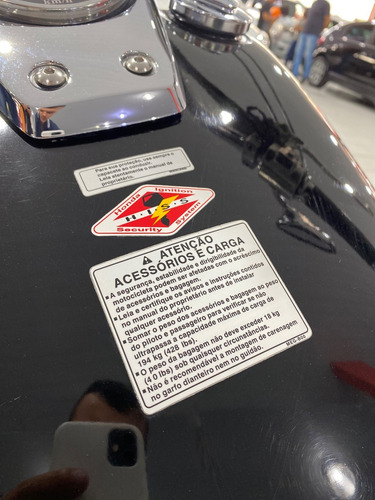 Para sua proteção, use sempre o
capacete ao conduzir.
Leia atentamente o manual do
proprietário.
Honda Ignition
H·I·S·S
Security System
ATENÇÃO
ACESSÓRIOS E CARGA
A segurança, estabilidade e dirigibilidade da
motocicleta podem ser afetadas com o acréscimo
de acessórios e bagagem.
Leia e certifique os avisos e instruções contidos
no manual do proprietário antes de instalar
qualquer acessório.
Somar o peso dos acessórios e bagagem ao peso
do piloto e passageiro para verificar se não
ultrapassa a capacidade máxima de carga de
194 kg (428 lbs).
O peso da bagagem não deve exceder 18 kg
(40 lbs) sob quaisquer circunstâncias.
Não é recomendável a montagem de carenagem
no garfo dianteiro nem no guidão.